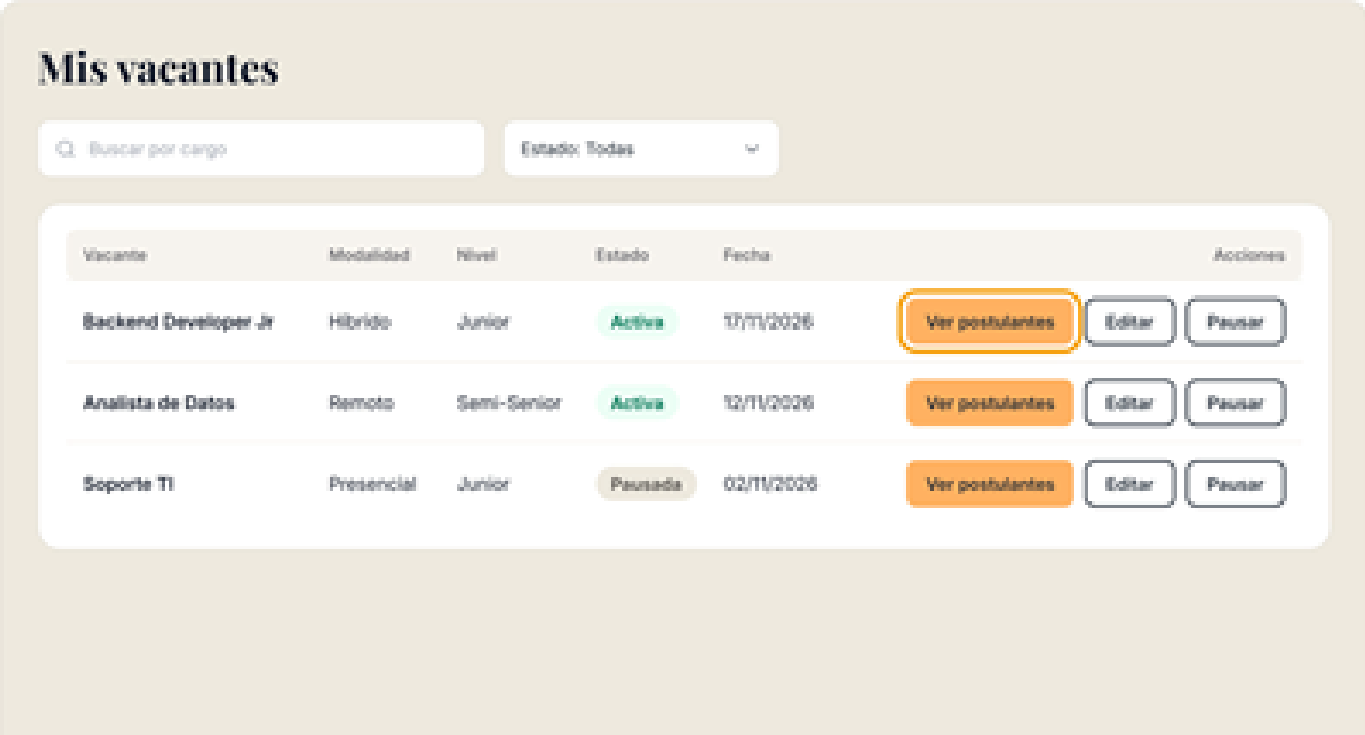 Mis vacantes
Buscar por cargo
Estado: Todas
Vacante Modalidad Nivel Estado Fecha Acciones
Backend Developer Jr Híbrido Junior Activa 17/11/2026 Ver postulantes Editar Pausar
Analista de Datos Remoto Semi-Senior Activa 12/11/2026 Ver postulantes Editar Pausar
Soporte TI Presencial Junior Pausada 02/11/2026 Ver postulantes Editar Pausar